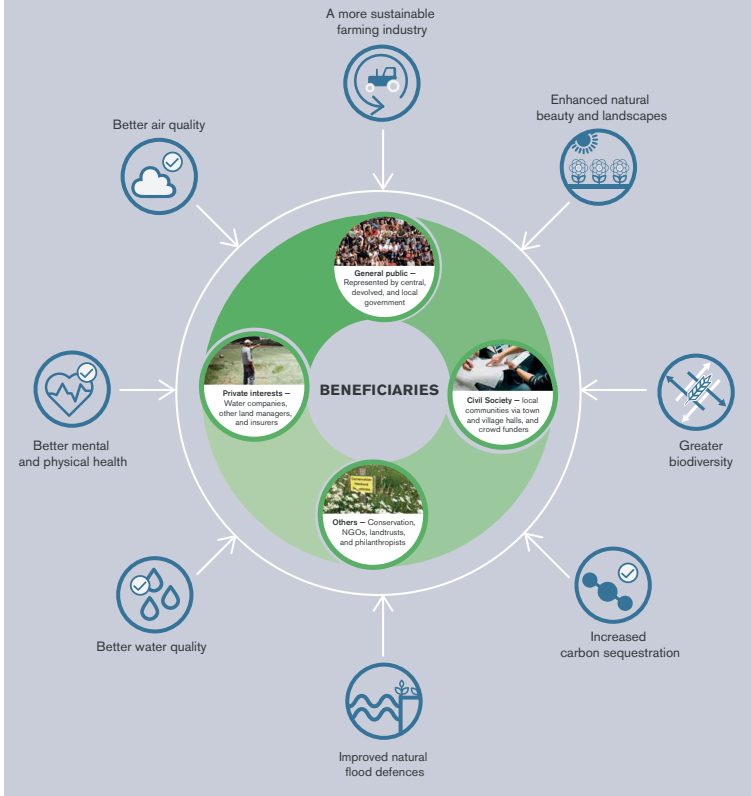 A more sustainable
farming industry
Enhanced natural
beauty and landscapes
Better air quality
General public –
Represented by central,
devolved, and local
government
Private interests –
Water companies,
other land managers,
and insurers
BENEFICIARIES
Civil Society – local
communities via town
and village halls, and
crowd funders
Better mental
and physical health
Greater
biodiversity
Others – Conservation,
NGOs, landtrusts,
and philanthropists
Better water quality
Increased
carbon sequestration
Improved natural
flood defences